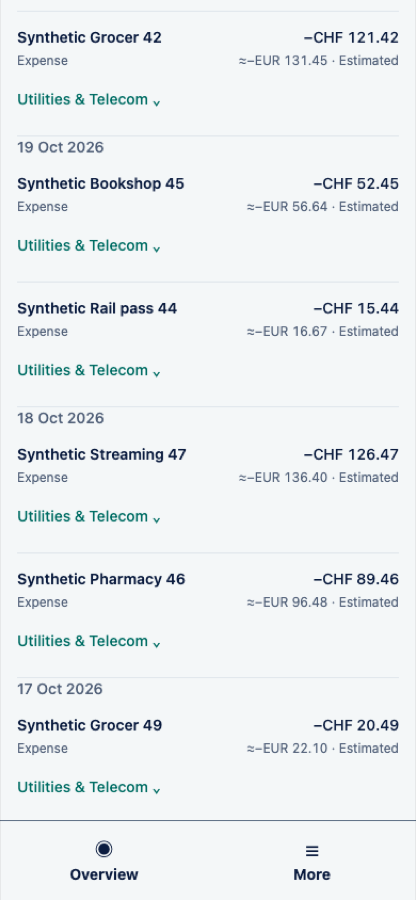 Synthetic Grocer 42 −CHF 121.42
Expense ≈−EUR 131.45 · Estimated
Utilities & Telecom
19 Oct 2026
Synthetic Bookshop 45 −CHF 52.45
Expense ≈−EUR 56.64 · Estimated
Utilities & Telecom
Synthetic Rail pass 44 −CHF 15.44
Expense ≈−EUR 16.67 · Estimated
Utilities & Telecom
18 Oct 2026
Synthetic Streaming 47 −CHF 126.47
Expense ≈−EUR 136.40 · Estimated
Utilities & Telecom
Synthetic Pharmacy 46 −CHF 89.46
Expense ≈−EUR 96.48 · Estimated
Utilities & Telecom
17 Oct 2026
Synthetic Grocer 49 −CHF 20.49
Expense ≈−EUR 22.10 · Estimated
Utilities & Telecom
Overview More